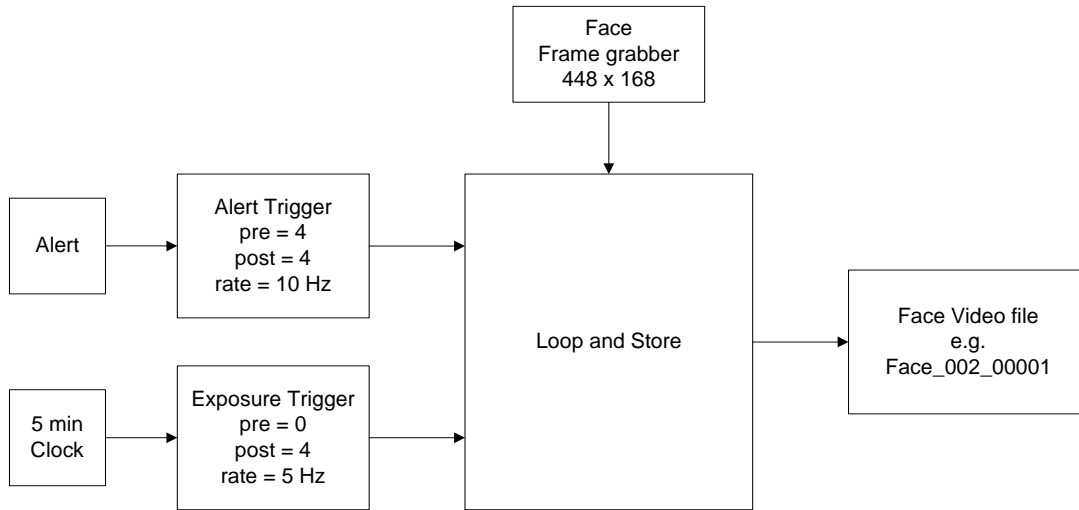 Face
Frame grabber
448 x 168
Alert
Alert Trigger
pre = 4
post = 4
rate = 10 Hz
Loop and Store
Face Video file
e.g.
Face_002_00001
5 min
Clock
Exposure Trigger
pre = 0
post = 4
rate = 5 Hz